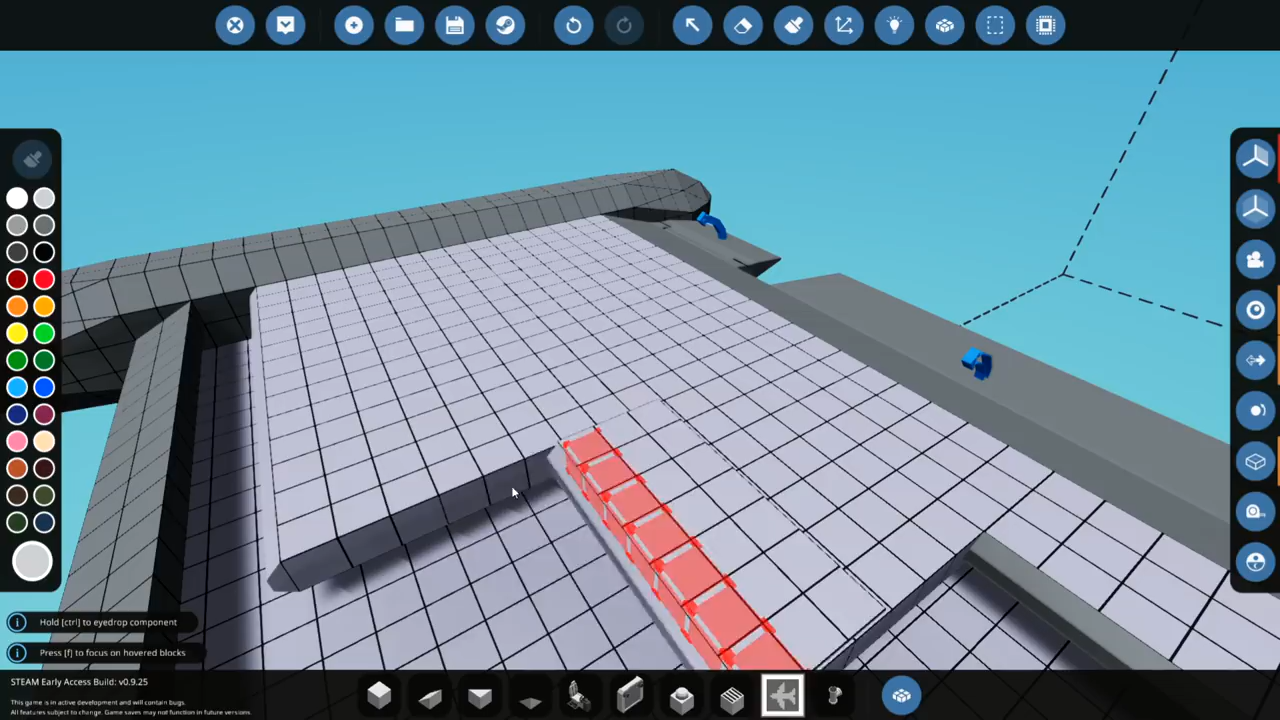 Hold [ctrl] to eyedrop component
Press [f] to focus on hovered blocks
STEAM Early Access Build: v0.9.25
This game is in active development and will contain bugs.
All features subject to change. Game saves may not function in future versions.